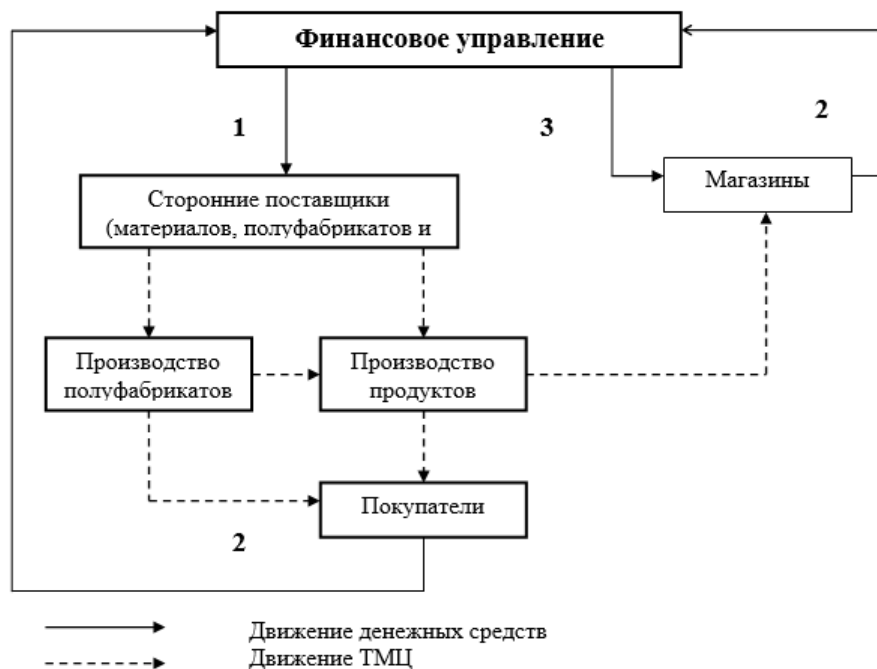 Финансовое управление
1
3
2
Магазины
Сторонние поставщики
(материалов, полуфабрикатов и
Производство
полуфабрикатов
Производство
продуктов
Покупатели
2
Движение денежных средств
Движение ТМЦ